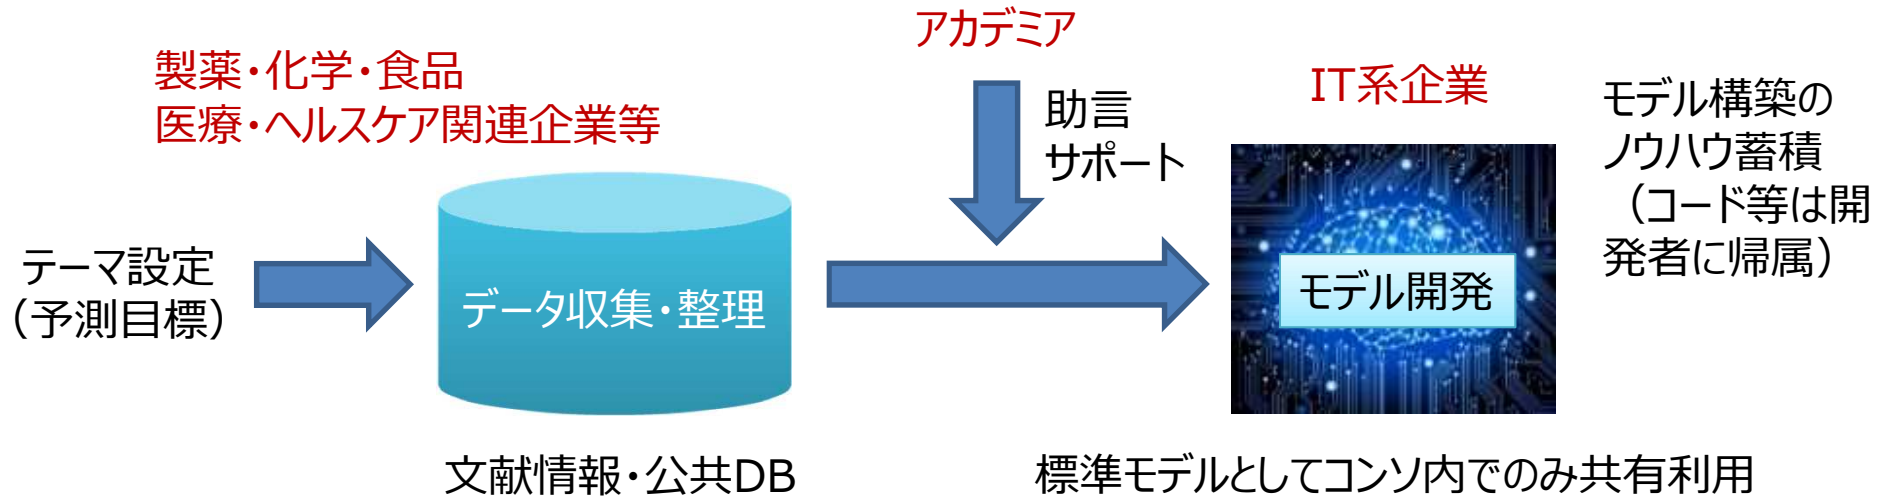 アカデミア
製薬・化学・食品
医療・ヘルスケア関連企業等
IT系企業
助言
サポート
モデル構築の
ノウハウ蓄積
（コード等は開
発者に帰属）
テーマ設定
（予測目標）
データ収集・整理
モデル開発
文献情報・公共DB
標準モデルとしてコンソ内でのみ共有利用